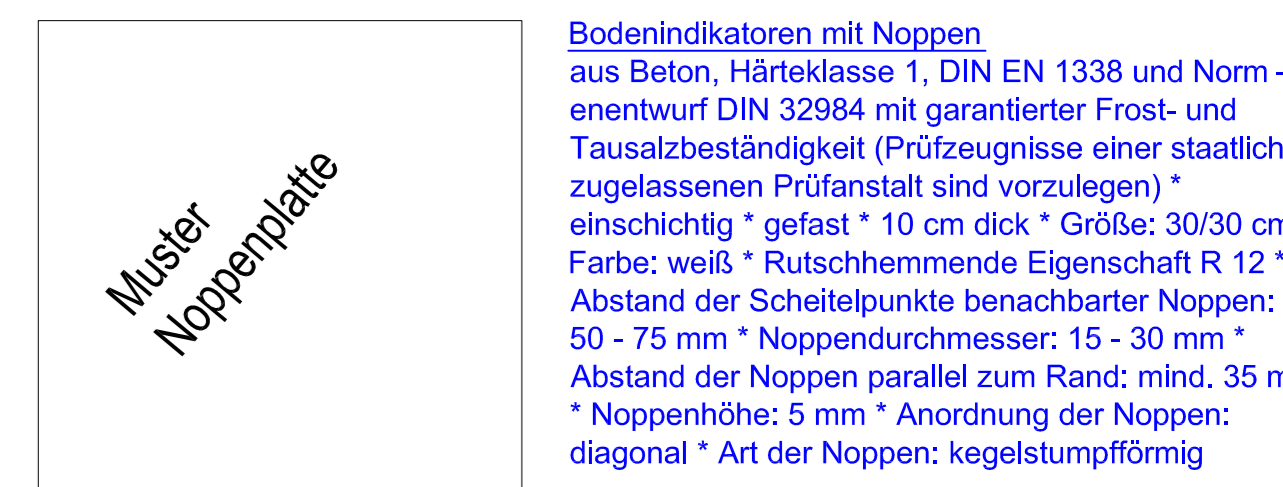 Muster
Noppenplatte
Bodenindikatoren mit Noppen
aus Beton, Härteklasse 1, DIN EN 1338 und Norm -
enentwurf DIN 32984 mit garantierter Frost- und
Tausalzbeständigkeit (Prüfzeugnisse einer staatlich
zugelassenen Prüfanstalt sind vorzulegen) *
einschichtig * gefast * 10 cm dick * Größe: 30/30 cm
Farbe: weiß * Rutschhemmende Eigenschaft R 12 *
Abstand der Scheitelpunkte benachbarter Noppen:
50 - 75 mm * Noppendurchmesser: 15 - 30 mm *
Abstand der Noppen parallel zum Rand: mind. 35 m
* Noppenhöhe: 5 mm * Anordnung der Noppen:
diagonal * Art der Noppen: kegelstumpfförmig